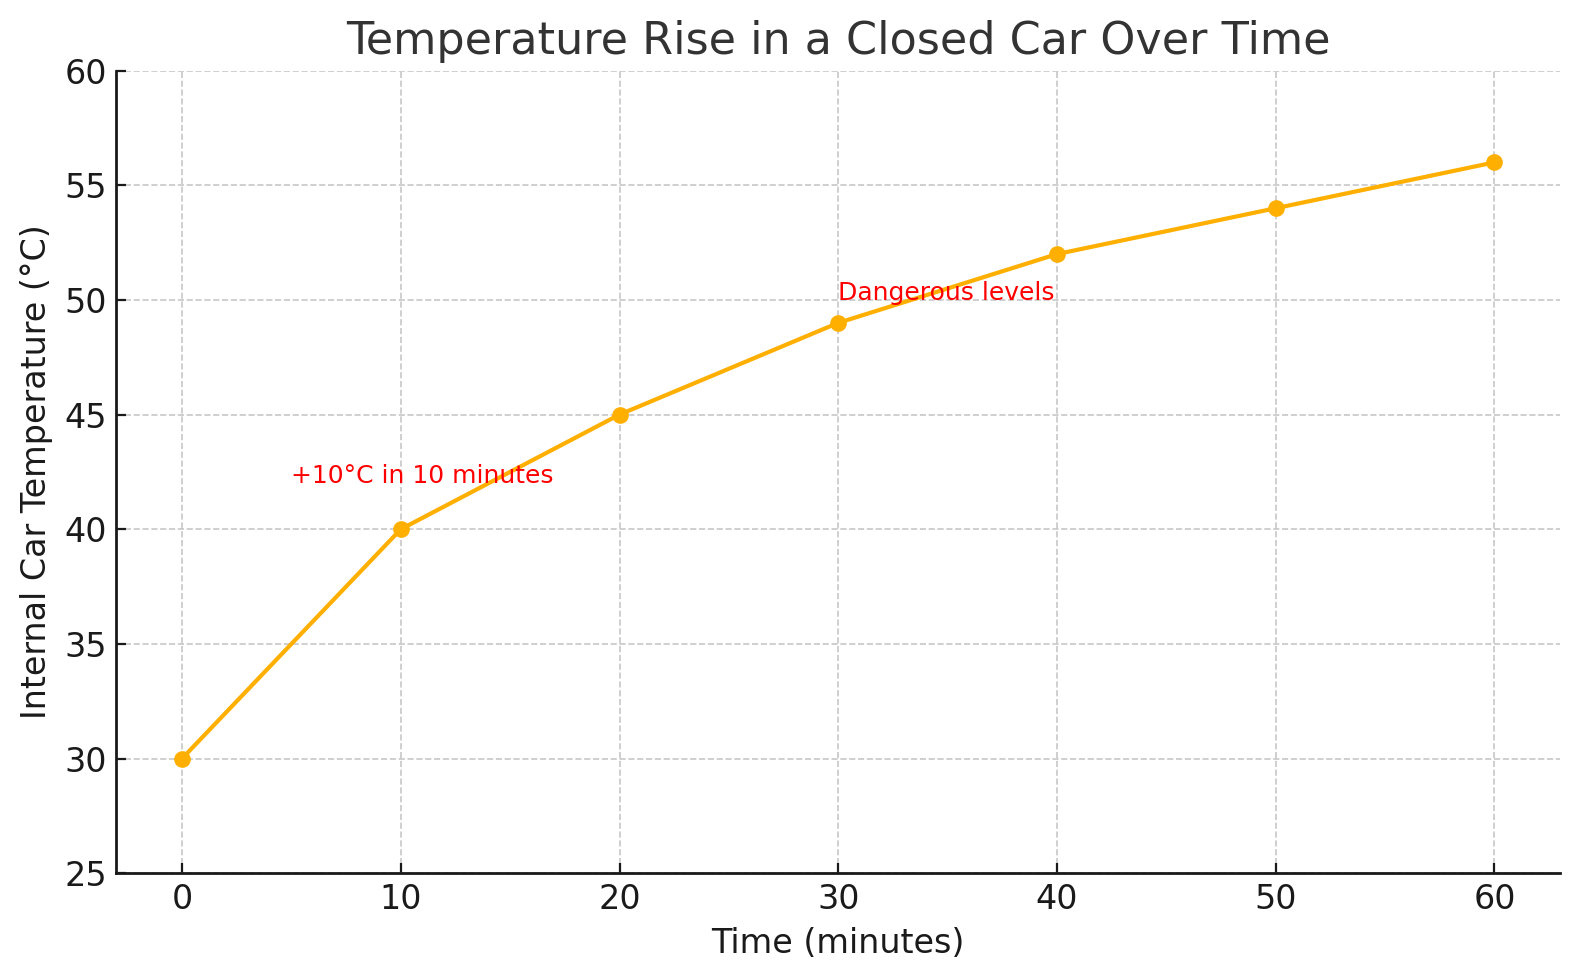 Temperature Rise in a Closed Car Over Time
Internal Car Temperature (°C)
60
55
50
45
40
35
30
25
Dangerous levels
+10°C in 10 minutes
0 10 20 30 40 50 60
Time (minutes)